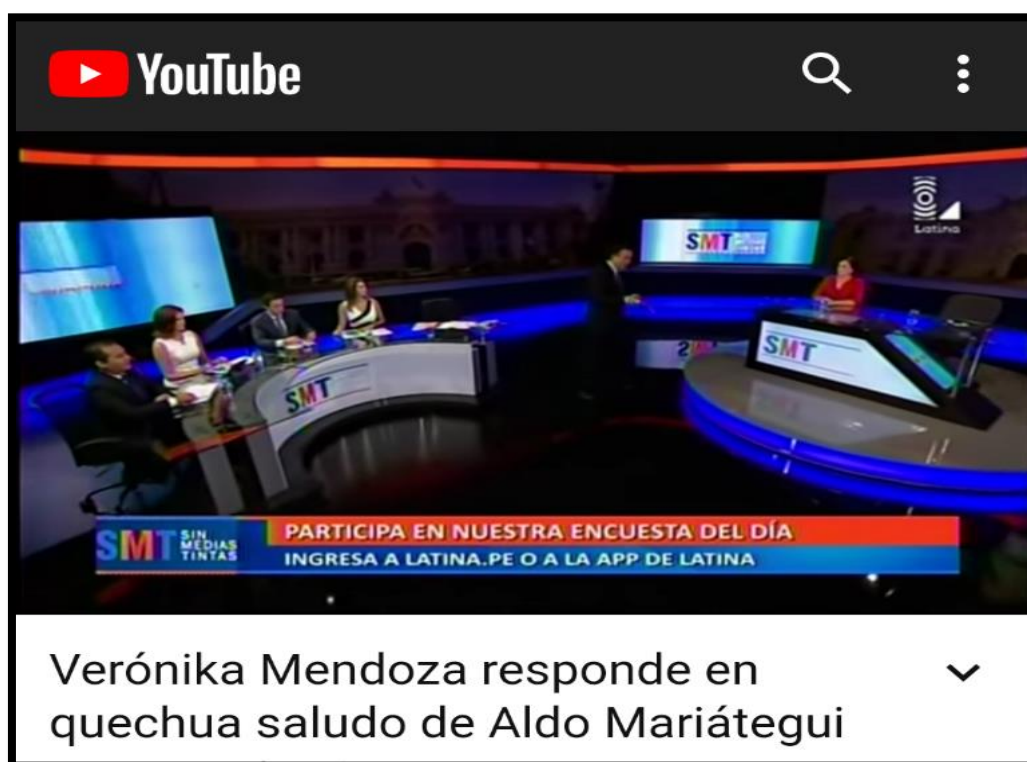 YouTube
Latina
SMT
SMT
SMT
SMT SIN MEDIAS TINTAS
PARTICIPA EN NUESTRA ENCUESTA DEL DÍA
INGRESA A LATINA.PE O A LA APP DE LATINA
Verónika Mendoza responde en
quechua saludo de Aldo Mariátegui